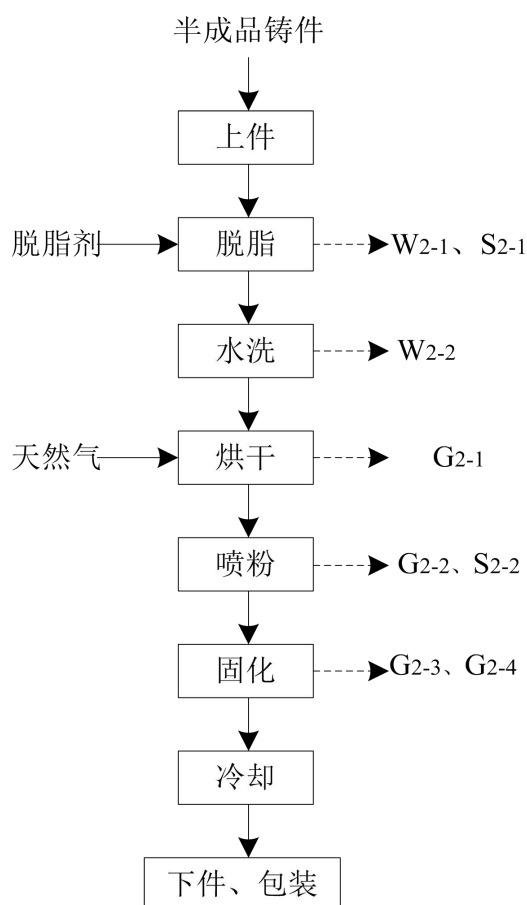 半成品铸件
上件
脱脂剂 脱脂 W2-1、S2-1
水洗 W2-2
天然气 烘干 G2-1
喷粉 G2-2、S2-2
固化 G2-3、G2-4
冷却
下件、包装